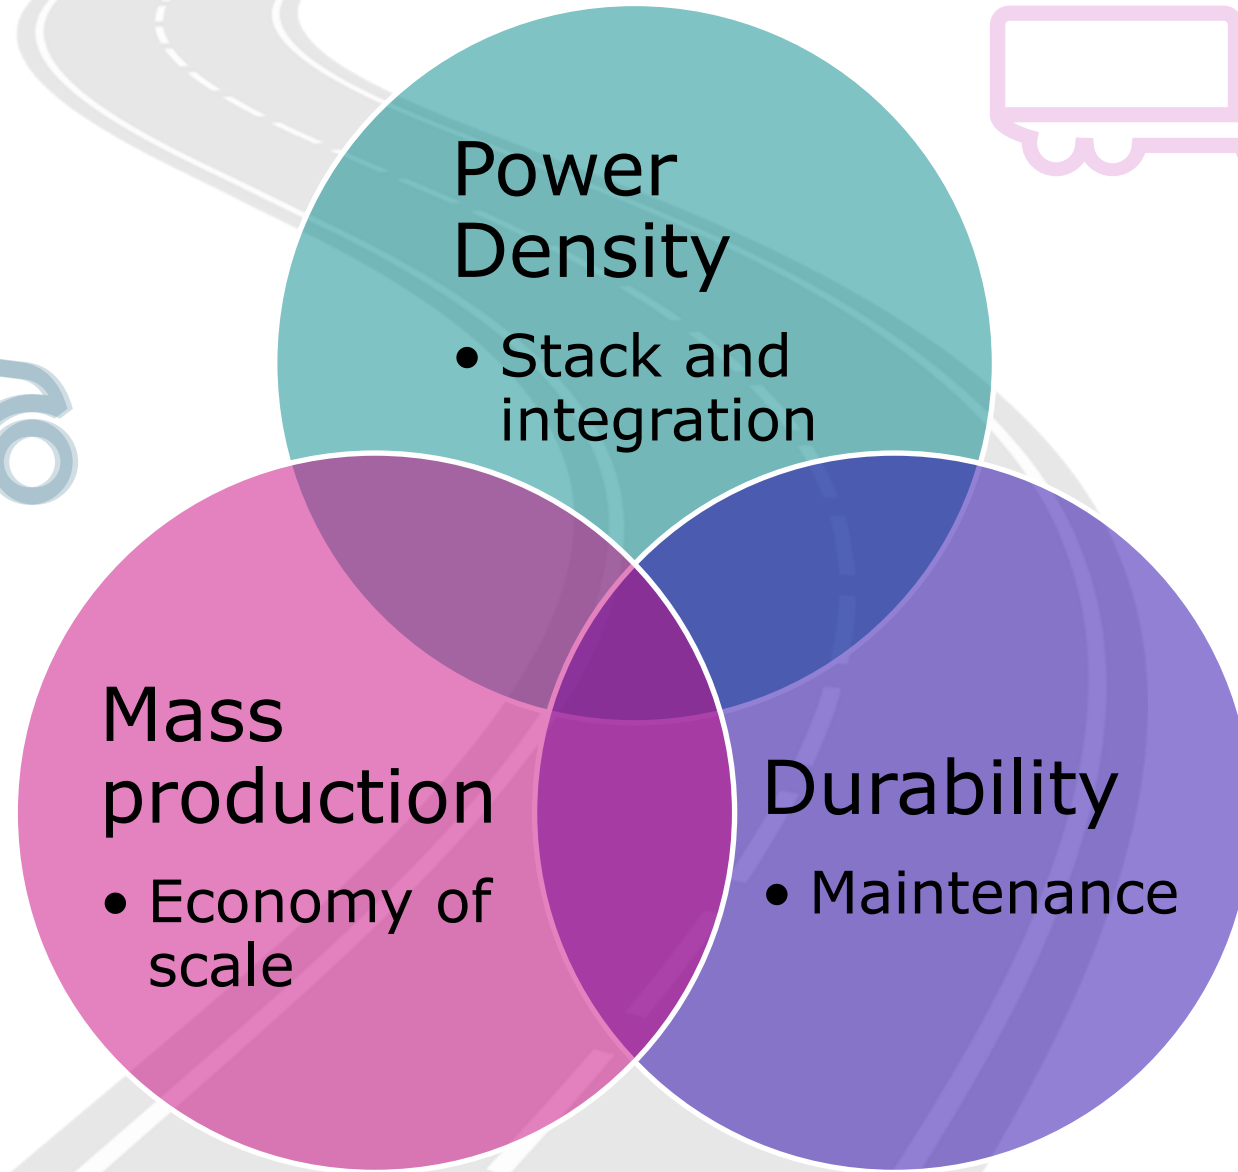 Power
Density
• Stack and
integration
Mass
production
• Economy of
scale
Durability
• Maintenance